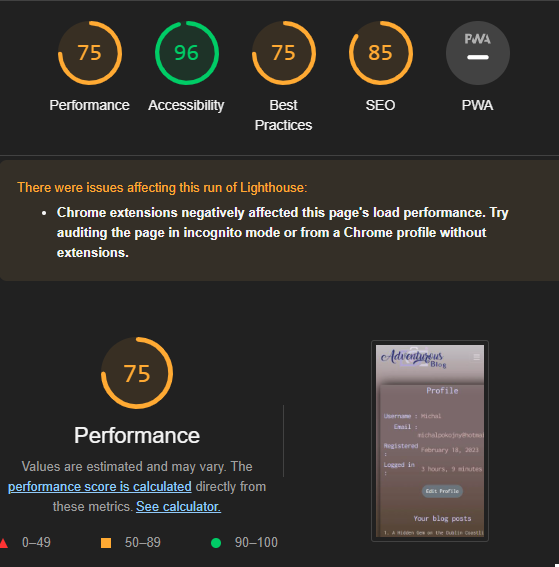 75
96
75
85
PWA
Performance
Accessibility
Best
Practices
SEO
PWA
There were issues affecting this run of Lighthouse:
• Chrome extensions negatively affected this page's load performance. Try
auditing the page in incognito mode or from a Chrome profile without
extensions.
75
Performance
Values are estimated and may vary. The
performance score is calculated directly from
these metrics. See calculator.
0–49
50–89
90–100
Adventurous
Blog
Profile
Username : Michal
Email :
michalpokojny@hotmai
Registered February 18, 2023
:
Logged in 3 hours, 9 minutes
:
Edit Profile
Your blog posts
1. A Hidden Gem on the Dublin Coastli